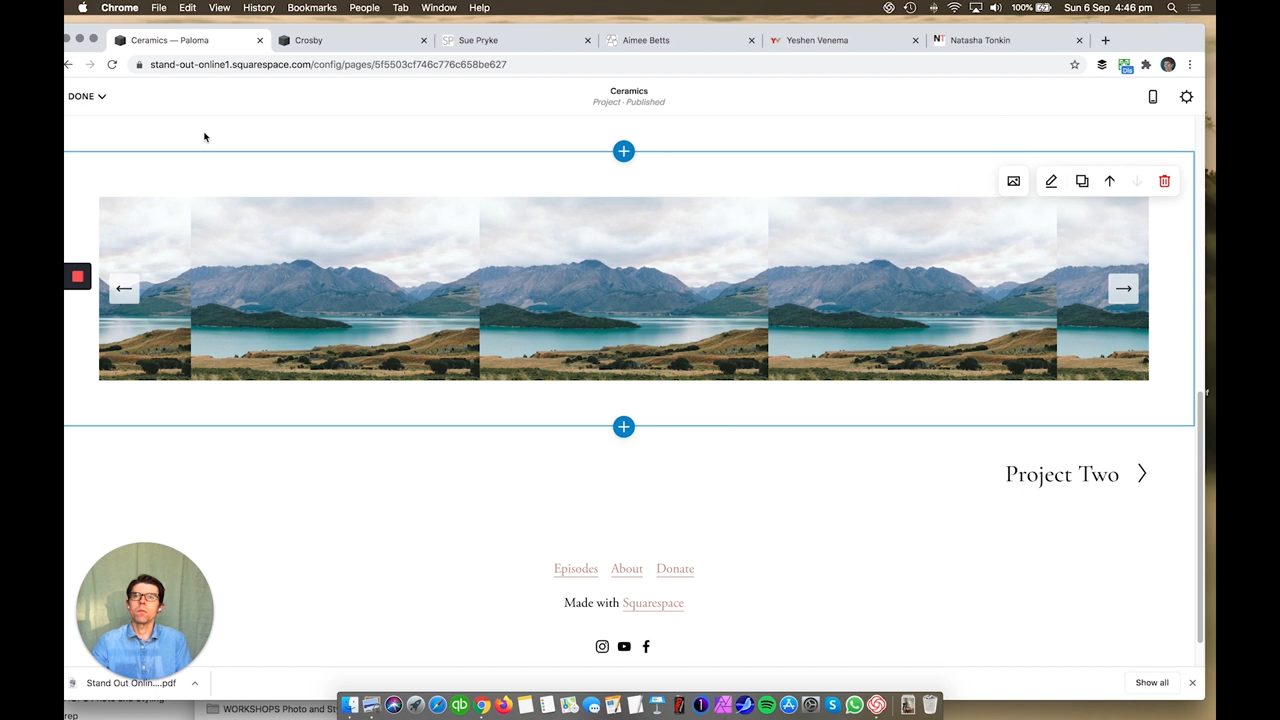 Chrome File Edit View History Bookmarks People Tab Window Help 100% Sun 6 Sep 4:46 pm
Ceramics — Paloma Crosby Sue Pryke Aimee Betts Yeshen Venema Natasha Tonkin
stand-out-online1.squarespace.com/config/pages/5f5503cf746c776c658be627
Dis
DONE
Ceramics
Project · Published
Project Two
Episodes About Donate
Made with Squarespace
Stand Out Onlin....pdf
Show all
WORKSHOPS Photo and St